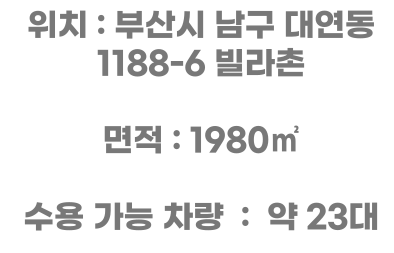 위치 : 부산시 남구 대연동
1188-6 빌라촌
면적 : 1980㎡
수용 가능 차량 : 약 23대